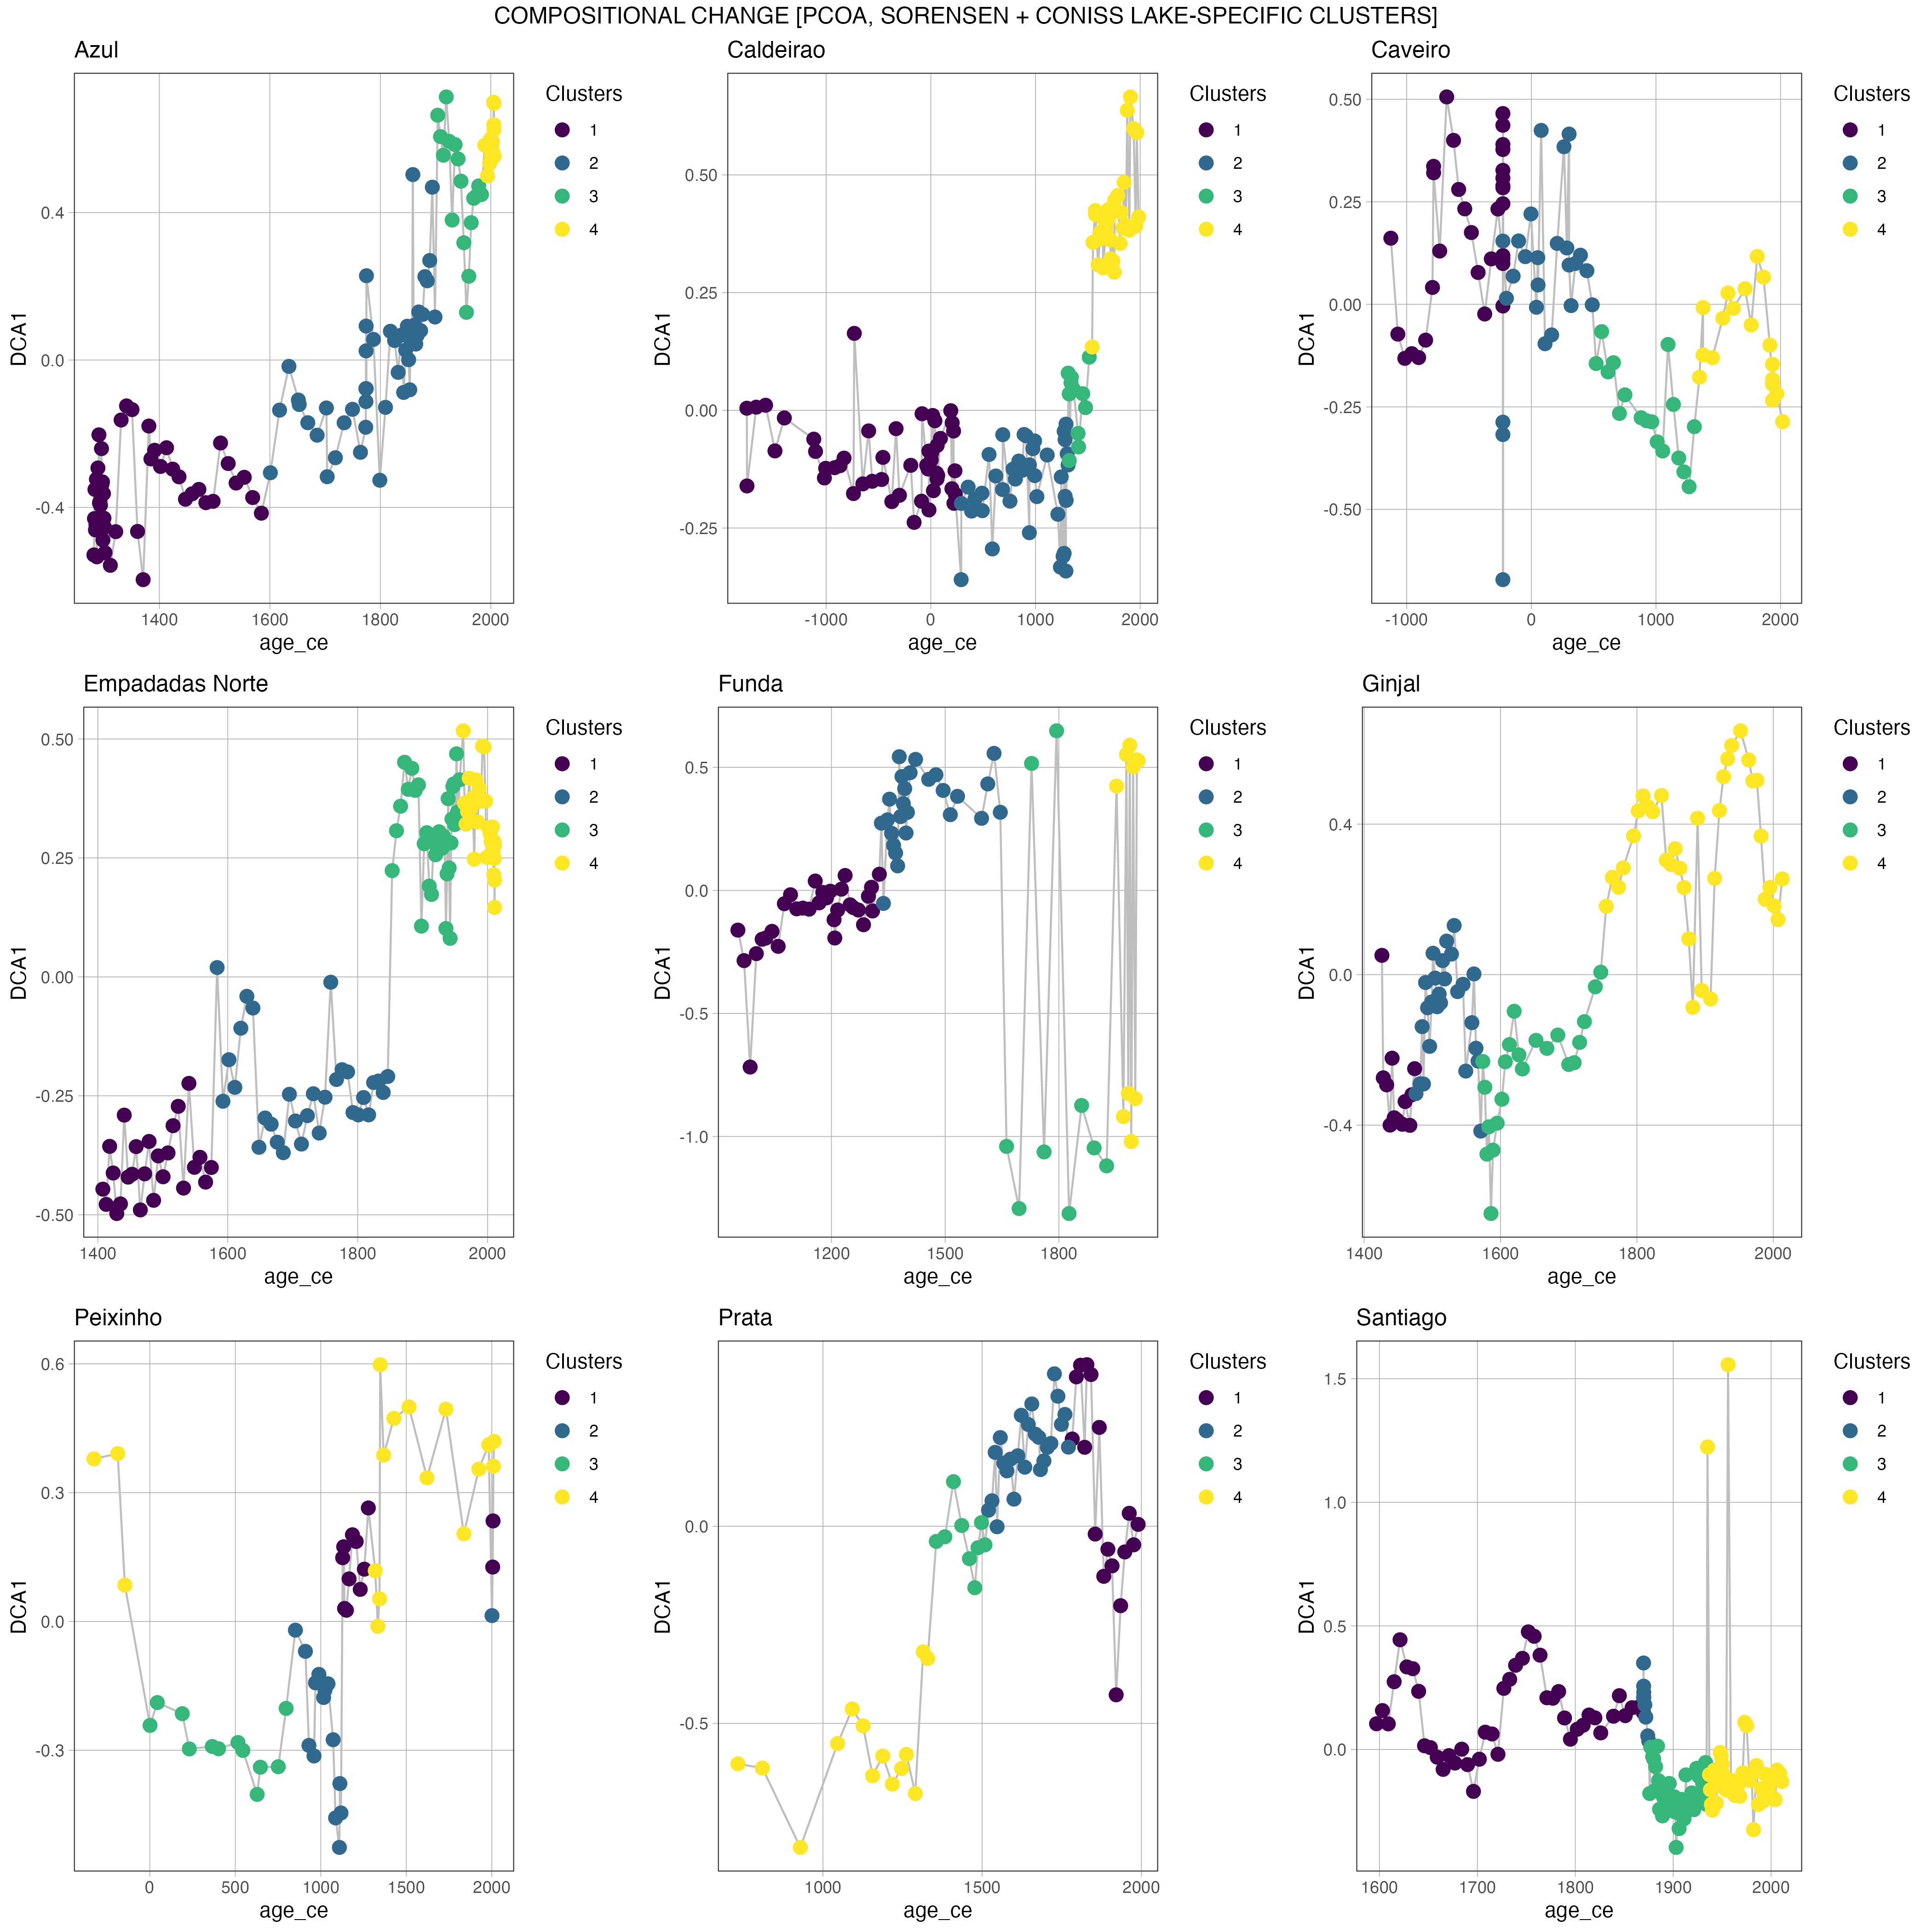 COMPOSITIONAL CHANGE [PCOA, SORENSEN + CONISS LAKE-SPECIFIC CLUSTERS]
Azul
DCA1
0.4
0.0
-0.4
1400 1600 1800 2000
age_ce
Clusters
1
2
3
4
Caldeirao
DCA1
0.50
0.25
0.00
-0.25
-1000 0 1000 2000
age_ce
Clusters
1
2
3
4
Caveiro
DCA1
0.50
0.25
0.00
-0.25
-0.50
-1000 0 1000 2000
age_ce
Clusters
1
2
3
4
Empadadas Norte
DCA1
0.50
0.25
0.00
-0.25
-0.50
1400 1600 1800 2000
age_ce
Clusters
1
2
3
4
Funda
DCA1
0.5
0.0
-0.5
-1.0
1200 1500 1800
age_ce
Clusters
1
2
3
4
Ginjal
DCA1
0.4
0.0
-0.4
1400 1600 1800 2000
age_ce
Clusters
1
2
3
4
Peixinho
DCA1
0.6
0.3
0.0
-0.3
0 500 1000 1500 2000
age_ce
Clusters
1
2
3
4
Prata
DCA1
0.0
-0.5
1000 1500 2000
age_ce
Clusters
1
2
3
4
Santiago
DCA1
1.5
1.0
0.5
0.0
1600 1700 1800 1900 2000
age_ce
Clusters
1
2
3
4